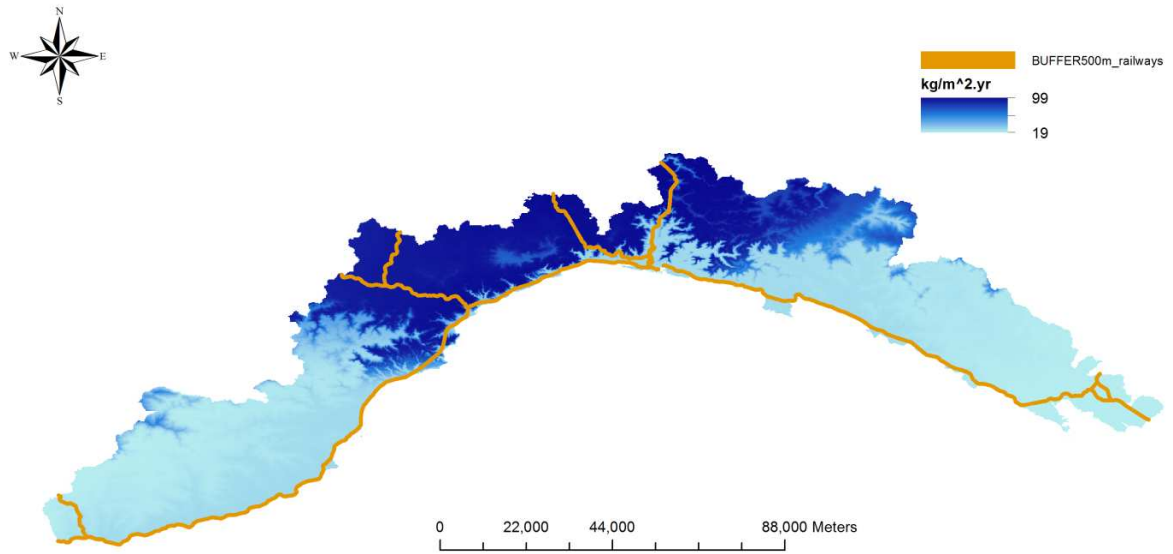 N
W E
S
BUFFER500m_railways
kg/m^2.yr
99
19
0 22,000 44,000 88,000 Meters